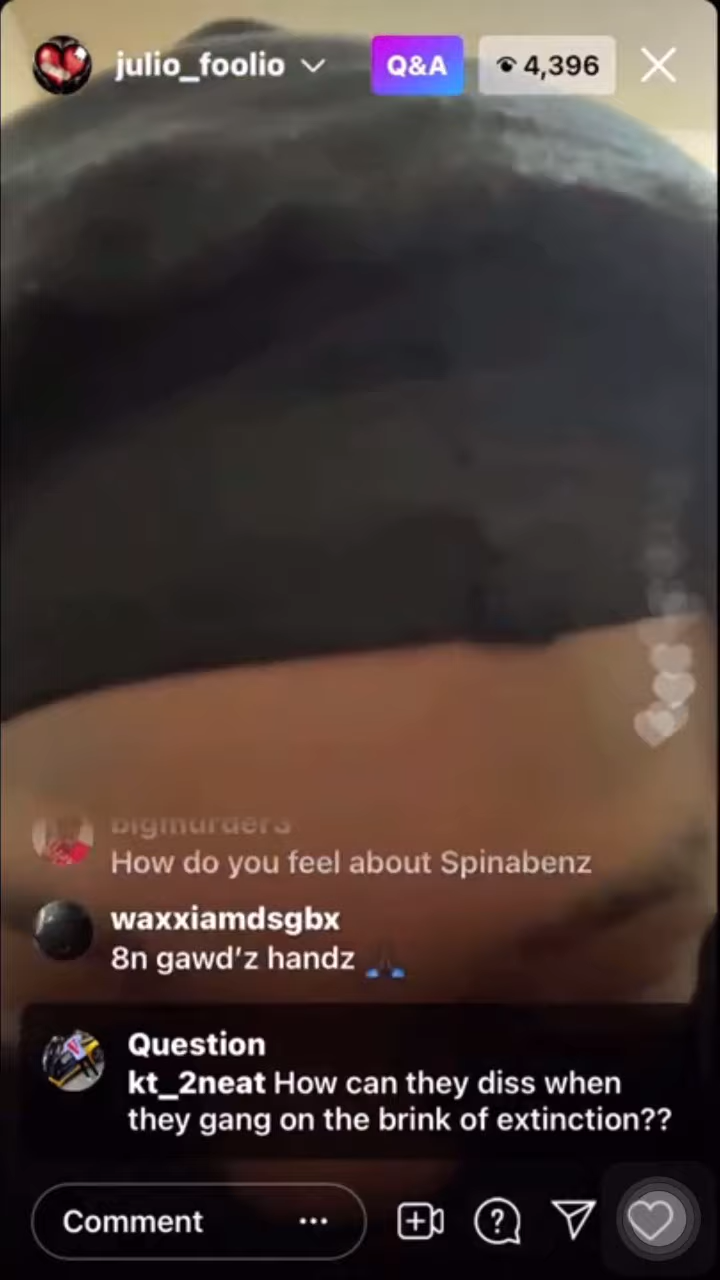 julio_foolio
Q&A
4,396
bigmurder3
How do you feel about Spinabenz
waxxiamdsgbx
8n gawd’z handz 🙏🏿
Question
kt_2neat How can they diss when
they gang on the brink of extinction??
Comment